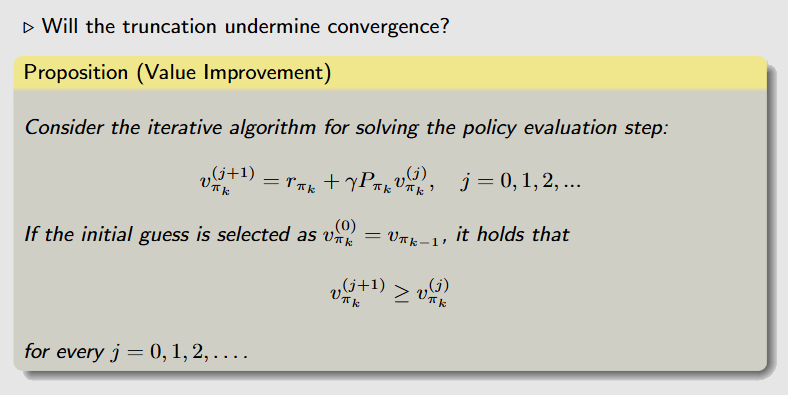 ▷ Will the truncation undermine convergence?
Proposition (Value Improvement)
Consider the iterative algorithm for solving the policy evaluation step:
$v_{\pi_k}^{(j+1)} = r_{\pi_k} + \gamma P_{\pi_k} v_{\pi_k}^{(j)}, \quad j = 0, 1, 2, ...$
If the initial guess is selected as $v_{\pi_k}^{(0)} = v_{\pi_{k-1}}$, it holds that
$v_{\pi_k}^{(j+1)} \geq v_{\pi_k}^{(j)}$
for every $j = 0, 1, 2, \ldots.$